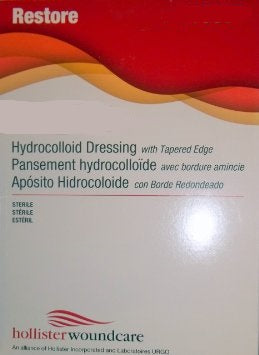 Restore
Hydrocolloid Dressing with Tapered Edge
Pansement hydrocolloïde avec bordure amincie
Apósito Hidrocoloide con Borde Redondeado
STERILE
STÉRILE
ESTÉRIL
hollisterwoundcare
An alliance of Hollister Incorporated and Laboratoires URGO